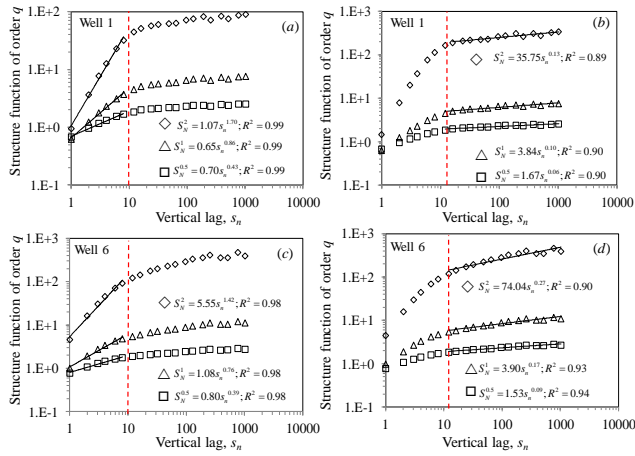 Structure function of order q
1.E+2
1.E+1
1.E+0
1.E-1
Well 1
(a)
S_N^2 = 1.07s_n^1.70; R^2 = 0.99
S_N^1 = 0.65s_n^0.86; R^2 = 0.99
S_N^0.5 = 0.70s_n^0.43; R^2 = 0.99
1 10 100 1000
Vertical lag, s_n
Structure function of order q
1.E+3
1.E+2
1.E+1
1.E+0
1.E-1
Well 1
(b)
S_N^2 = 35.75s_n^0.13; R^2 = 0.89
S_N^1 = 3.84s_n^0.10; R^2 = 0.90
S_N^0.5 = 1.67s_n^0.06; R^2 = 0.90
1 10 100 1000 10000
Vertical lag, s_n
Structure function of order q
1.E+3
1.E+2
1.E+1
1.E+0
1.E-1
Well 6
(c)
S_N^2 = 5.55s_n^1.42; R^2 = 0.98
S_N^1 = 1.08s_n^0.76; R^2 = 0.98
S_N^0.5 = 0.80s_n^0.39; R^2 = 0.98
1 10 100 1000
Vertical lag, s_n
Structure function of order q
1.E+3
1.E+2
1.E+1
1.E+0
1.E-1
Well 6
(d)
S_N^2 = 74.04s_n^0.27; R^2 = 0.90
S_N^1 = 3.90s_n^0.17; R^2 = 0.93
S_N^0.5 = 1.53s_n^0.09; R^2 = 0.94
1 10 100 1000 10000
Vertical lag, s_n